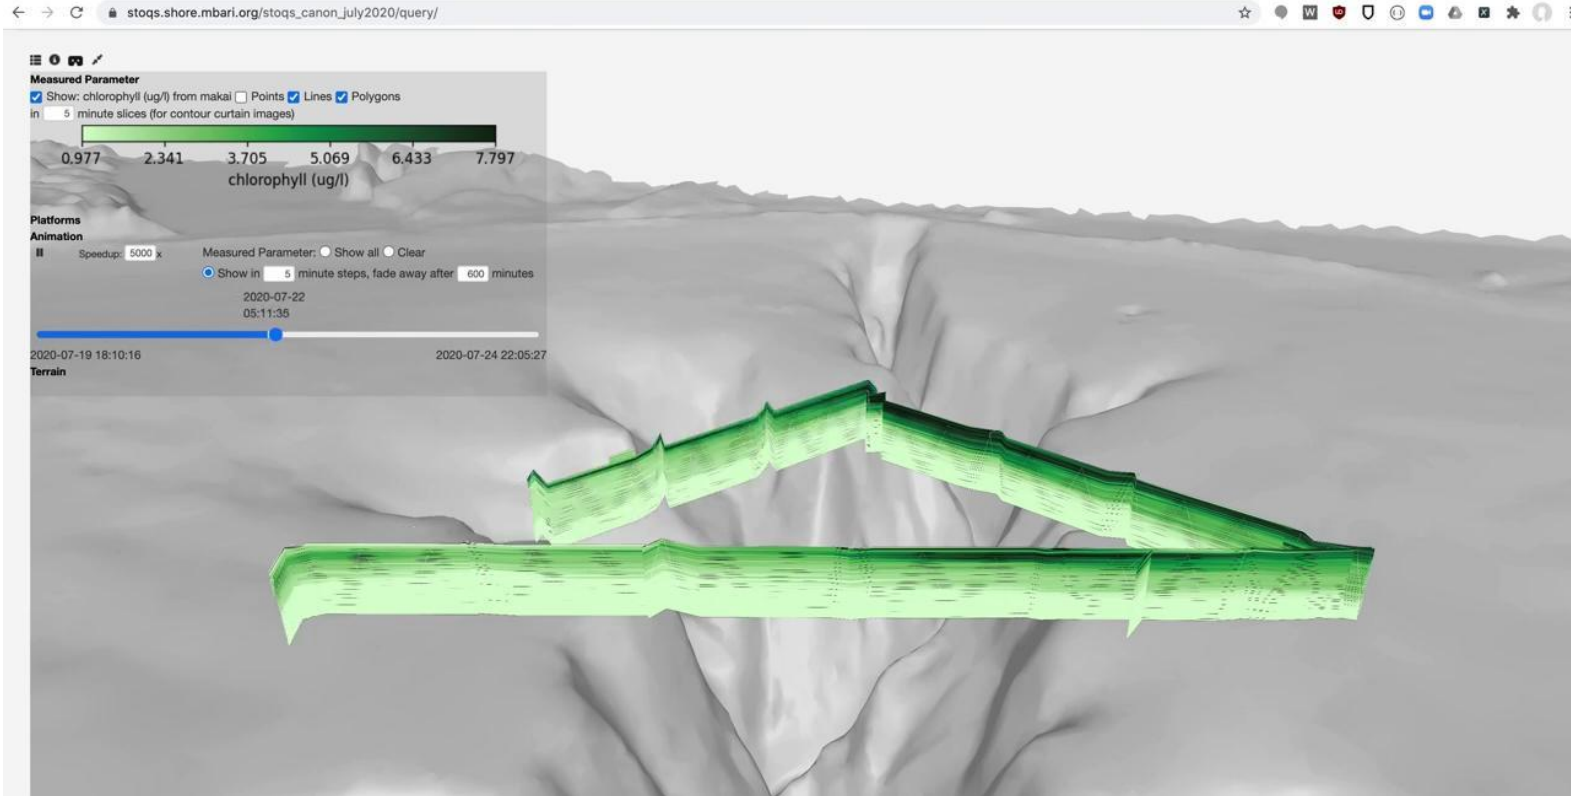 stoqs.shore.mbari.org/stoqs_canon_july2020/query/
Measured Parameter
Show: chlorophyll (ug/l) from makai Points Lines Polygons
in 5 minute slices (for contour curtain images)
0.977 2.341 3.705 5.069 6.433 7.797
chlorophyll (ug/l)
Platforms
Animation
Speedup: 5000 x Measured Parameter: Show all Clear
Show in 5 minute steps, fade away after 600 minutes
2020-07-22
05:11:35
2020-07-19 18:10:16 2020-07-24 22:05:27
Terrain